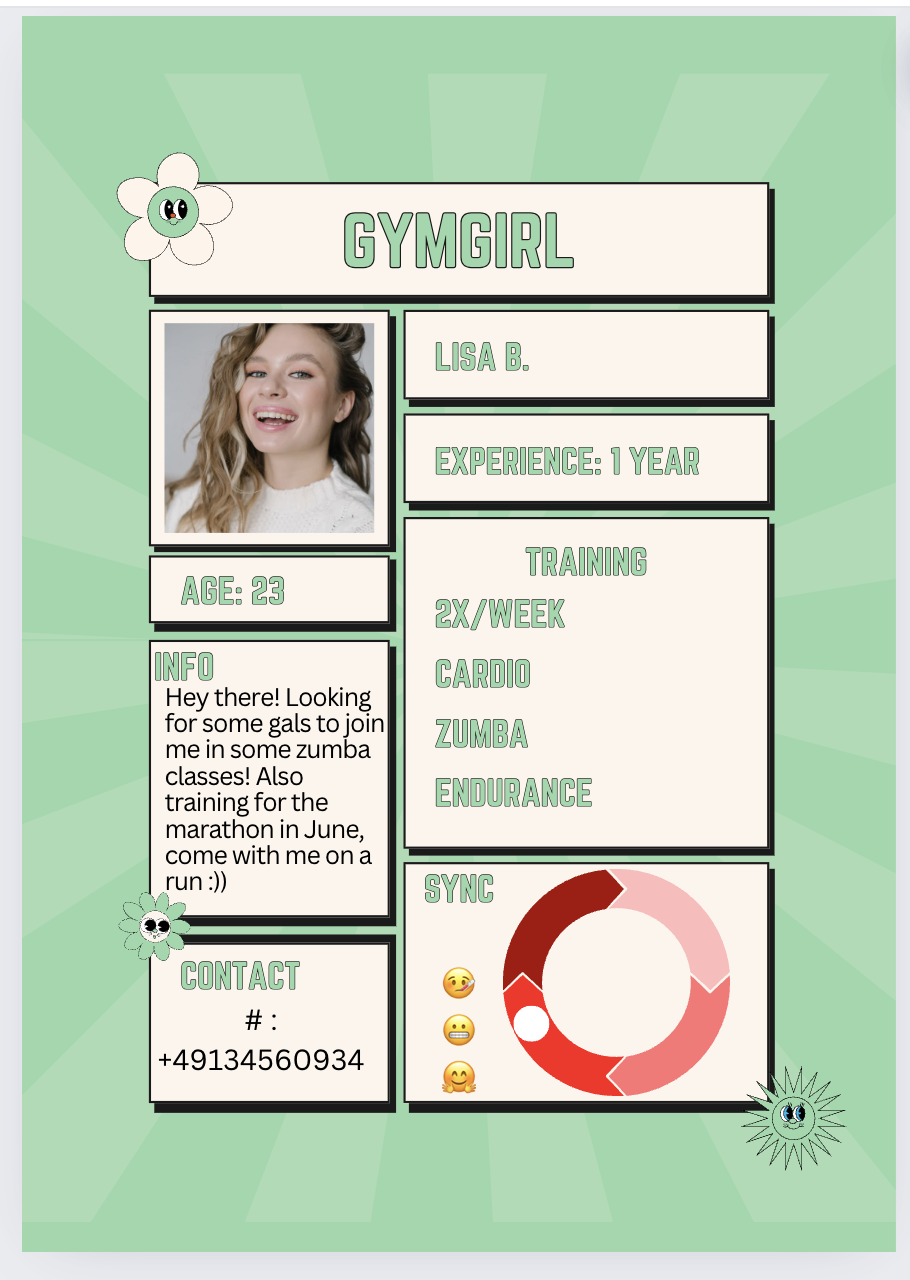 GYMGIRL
LISA B.
EXPERIENCE: 1 YEAR
AGE: 23
TRAINING
2X/WEEK
CARDIO
ZUMBA
ENDURANCE
INFO
Hey there! Looking
for some gals to join
me in some zumba
classes! Also
training for the
marathon in June,
come with me on a
run :))
SYNC
CONTACT
# :
+49134560934